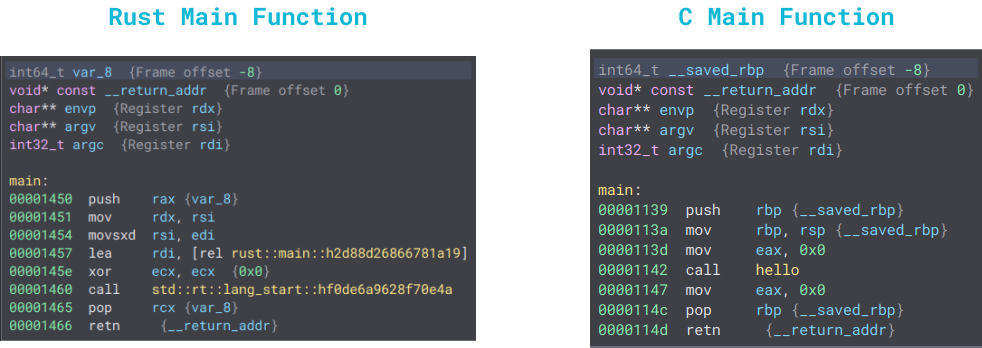 Rust Main Function
int64_t var_8 {Frame offset -8}
void* const __return_addr {Frame offset 0}
char** envp {Register rdx}
char** argv {Register rsi}
int32_t argc {Register rdi}
main:
00001450 push rax {var_8}
00001451 mov rdx, rsi
00001454 movsxd rsi, edi
00001457 lea rdi, [rel rust::main::h2d88d26866781a19]
0000145e xor ecx, ecx {0x0}
00001460 call std::rt::lang_start::hf0de6a9628f70e4a
00001465 pop rcx {var_8}
00001466 retn {__return_addr}
C Main Function
int64_t __saved_rbp {Frame offset -8}
void* const __return_addr {Frame offset 0}
char** envp {Register rdx}
char** argv {Register rsi}
int32_t argc {Register rdi}
main:
00001139 push rbp {__saved_rbp}
0000113a mov rbp, rsp {__saved_rbp}
0000113d mov eax, 0x0
00001142 call hello
00001147 mov eax, 0x0
0000114c pop rbp {__saved_rbp}
0000114d retn {__return_addr}